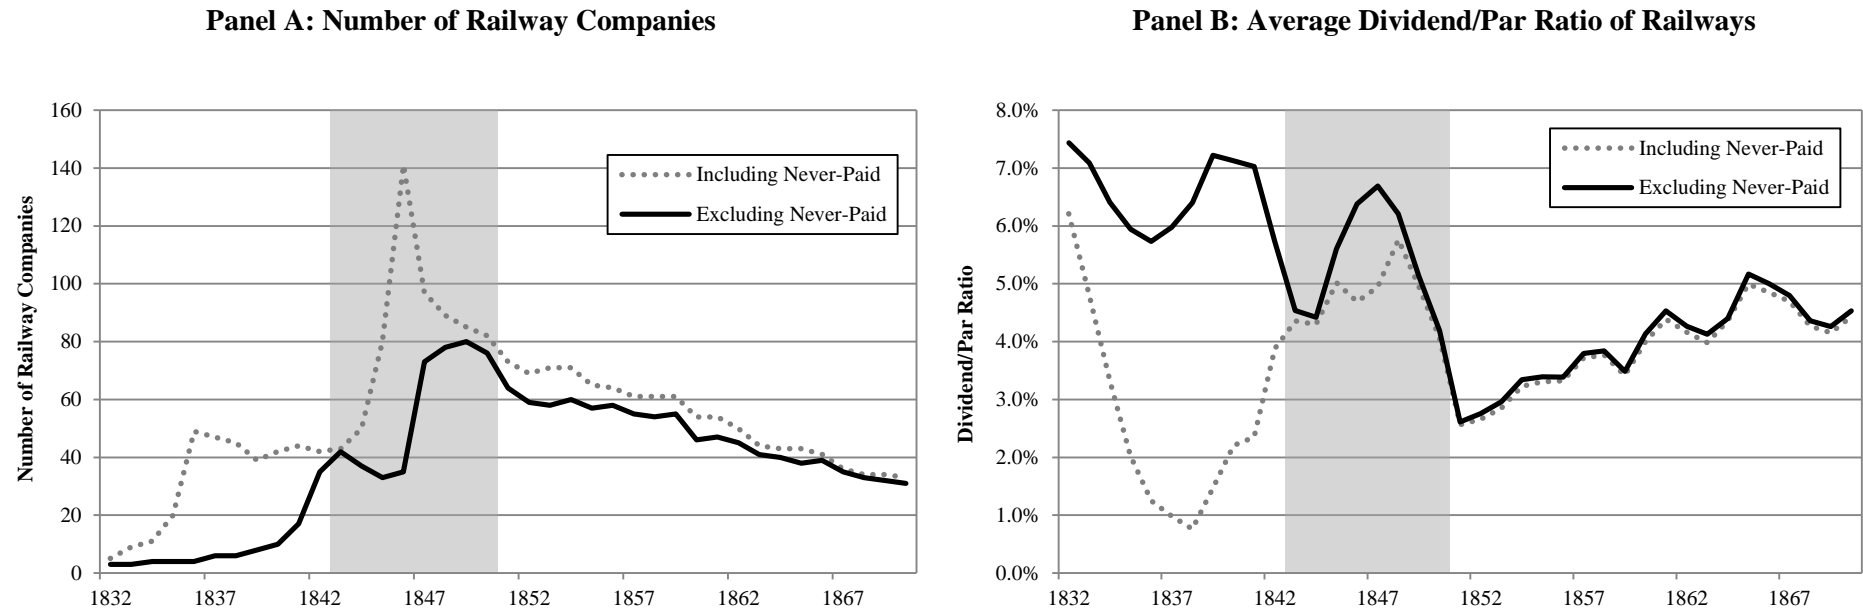 Panel A: Number of Railway Companies
160
140
120
100
80
60
40
20
0
Number of Railway Companies
Including Never-Paid
Excluding Never-Paid
1832 1837 1842 1847 1852 1857 1862 1867
Panel B: Average Dividend/Par Ratio of Railways
8.0%
7.0%
6.0%
5.0%
4.0%
3.0%
2.0%
1.0%
0.0%
Dividend/Par Ratio
Including Never-Paid
Excluding Never-Paid
1832 1837 1842 1847 1852 1857 1862 1867